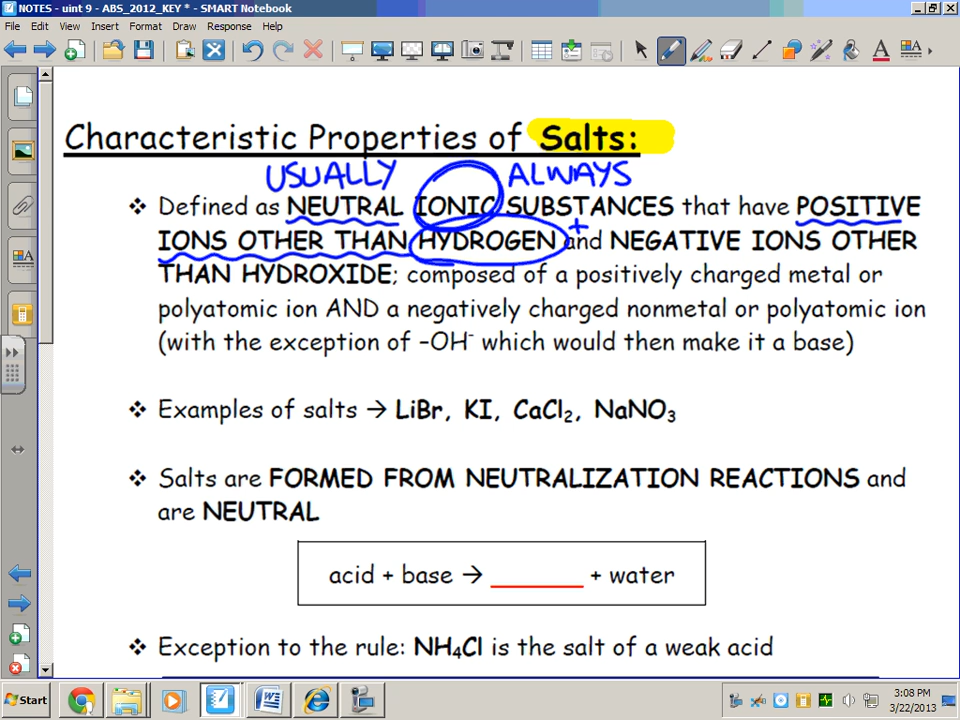 NOTES - uint 9 - ABS_2012_KEY * - SMART Notebook
File Edit View Insert Format Draw Response Help
Characteristic Properties of Salts:
USUALLY ALWAYS
❖ Defined as NEUTRAL IONIC SUBSTANCES that have POSITIVE
IONS OTHER THAN HYDROGEN + and NEGATIVE IONS OTHER
THAN HYDROXIDE; composed of a positively charged metal or
polyatomic ion AND a negatively charged nonmetal or polyatomic ion
(with the exception of –OH⁻ which would then make it a base)
❖ Examples of salts → LiBr, KI, CaCl₂, NaNO₃
❖ Salts are FORMED FROM NEUTRALIZATION REACTIONS and
are NEUTRAL
acid + base → ______ + water
❖ Exception to the rule: NH₄Cl is the salt of a weak acid
Start
3:08 PM
3/22/2013